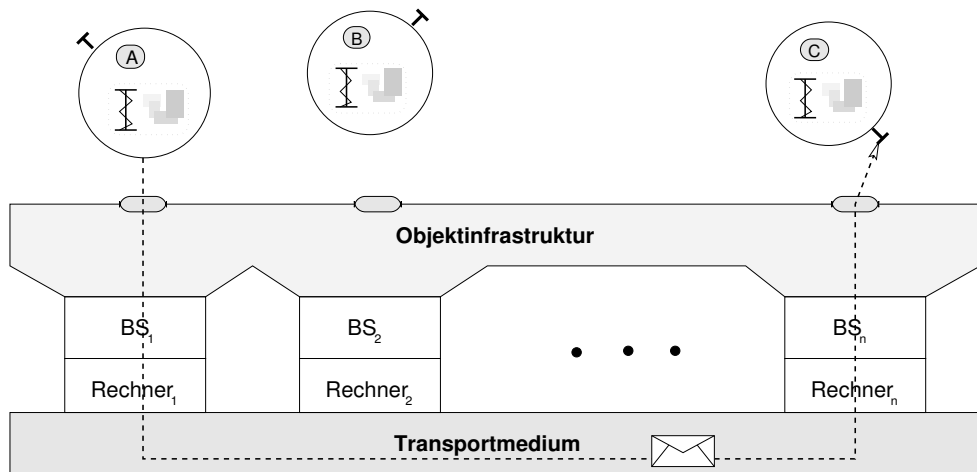 A
B
C
Objektinfrastruktur
BS₁
BS₂
BSₙ
Rechner₁
Rechner₂
Rechnerₙ
Transportmedium